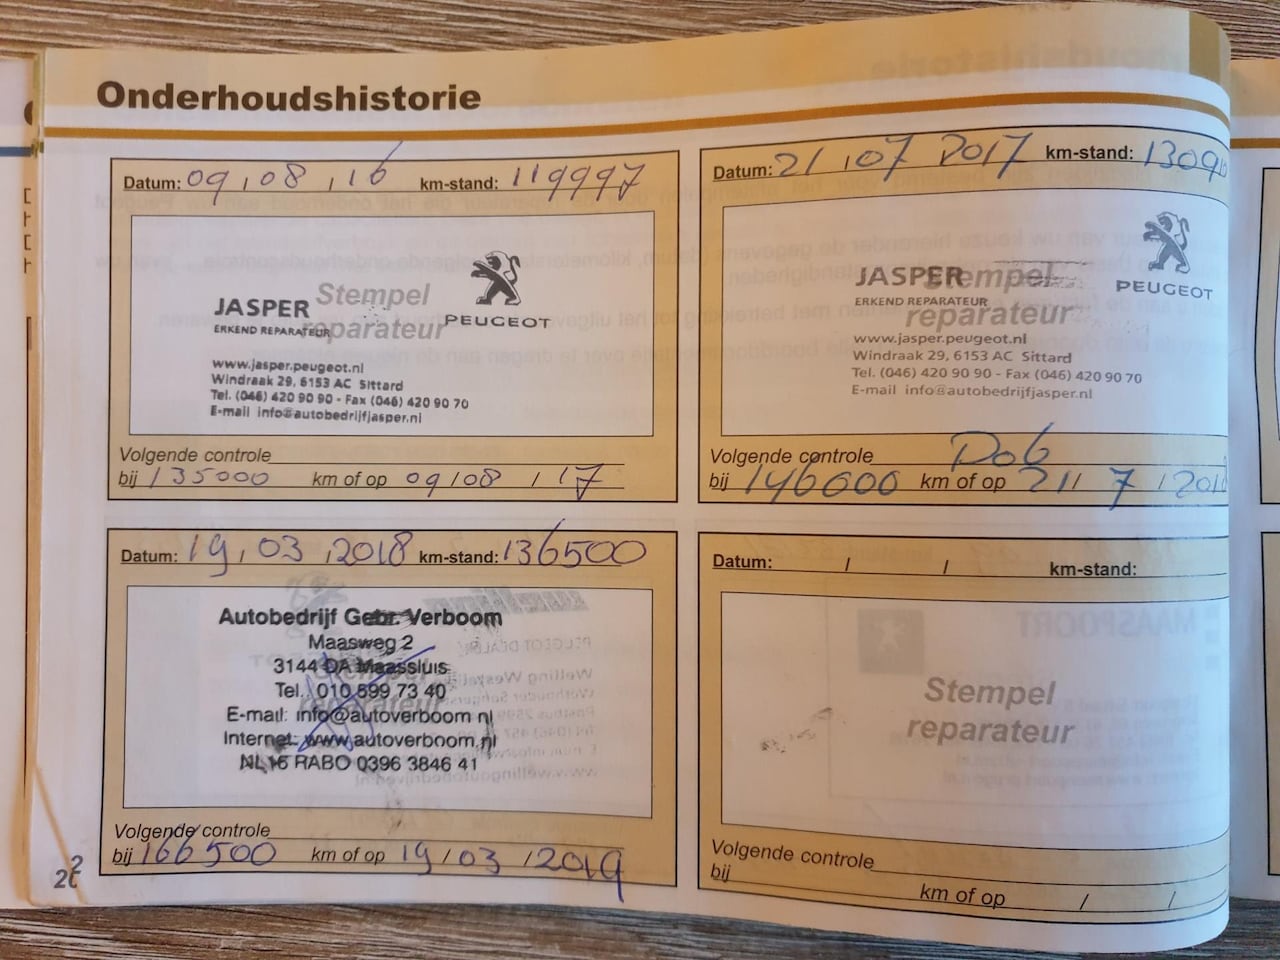 Onderhoudshistorie
Datum: 09 / 08 / 16 km-stand: 119997
Stempel
reparateur
JASPER
ERKEND REPARATEUR
PEUGEOT
www.jasper.peugeot.nl
Windraak 29, 6153 AC Sittard
Tel. (046) 420 90 90 - Fax (046) 420 90 70
E-mail info@autobedrijfjasper.nl
Volgende controle
bij 135000 km of op 09 / 08 / 17
Datum: 21 / 07 2017 km-stand:
Stempel
reparateur
JASPER
ERKEND REPARATEUR
PEUGEOT
www.jasper.peugeot.nl
Windraak 29, 6153 AC Sittard
Tel. (046) 420 90 90 - Fax (046) 420 90 70
E-mail info@autobedrijfjasper.nl
Volgende controle
bij 146000 km of op 21 / 7 /
Datum: 19 / 03 / 2018 km-stand: 136500
Autobedrijf Gebr. Verboom
Maasweg 2
3144 DA Maassluis
Tel. 010 599 73 40
E-mail: info@autoverboom.nl
Internet: www.autoverboom.nl
NL 15 RABO 0396 3846 41
reparateur
Volgende controle
bij 166500 km of op 19 / 03 / 2019
Datum: / / km-stand:
Stempel
reparateur
Volgende controle
bij km of op / /